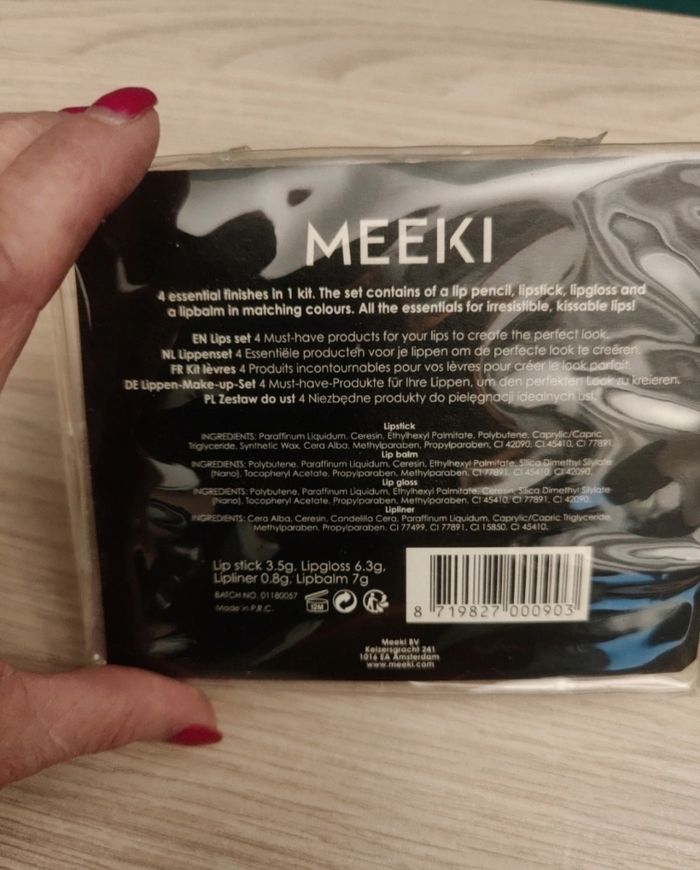 MEEKI
4 essential finishes in 1 kit. The set contains of a lip pencil, lipstick, lipgloss and
a lipbalm in matching colours. All the essentials for irresistible, kissable lips!
EN Lips set 4 Must-have products for your lips to create the perfect look.
NL Lippenset 4 Essentiële producten voor je lippen om de perfecte look te creëren.
FR Kit lèvres 4 Produits incontournables pour vos lèvres pour créer le look parfait.
DE Lippen-Make-up-Set 4 Must-have-Produkte für Ihre Lippen, um den perfekten Look zu kreieren.
PL Zestaw do ust 4 Niezbędne produkty do pielęgnacji idealnych ust.
Lipstick
INGREDIENTS: Paraffinum Liquidum, Ceresin, Ethylhexyl Palmitate, Polybutene, Caprylic/Capric
Triglyceride, Synthetic Wax, Cera Alba, Methylparaben, Propylparaben, CI 42090, CI 45410, CI 77891.
Lip balm
INGREDIENTS: Polybutene, Paraffinum Liquidum, Ceresin, Ethylhexyl Palmitate, Silica Dimethyl Silylate
(Nano), Tocopheryl Acetate, Propylparaben, Methylparaben, CI 77891, CI 45410, CI 42090.
Lip gloss
INGREDIENTS: Polybutene, Paraffinum Liquidum, Ethylhexyl Palmitate, Ceresin, Silica Dimethyl Silylate
(Nano), Tocopheryl Acetate, Propylparaben, Methylparaben, CI 45410, CI 77891, CI 42090.
Lipliner
INGREDIENTS: Cera Alba, Ceresin, Candelilla Cera, Paraffinum Liquidum, Caprylic/Capric Triglyceride,
Methylparaben, Propylparaben, CI 77499, CI 77891, CI 15850, CI 45410.
Lip stick 3.5g, Lipgloss 6.3g,
Lipliner 0.8g, Lipbalm 7g
BATCH NO. 01180057
Made in P.R.C.
12M
8 719827 000903
Meeki BV
Keizersgracht 241
1016 EA Amsterdam
www.meeki.com